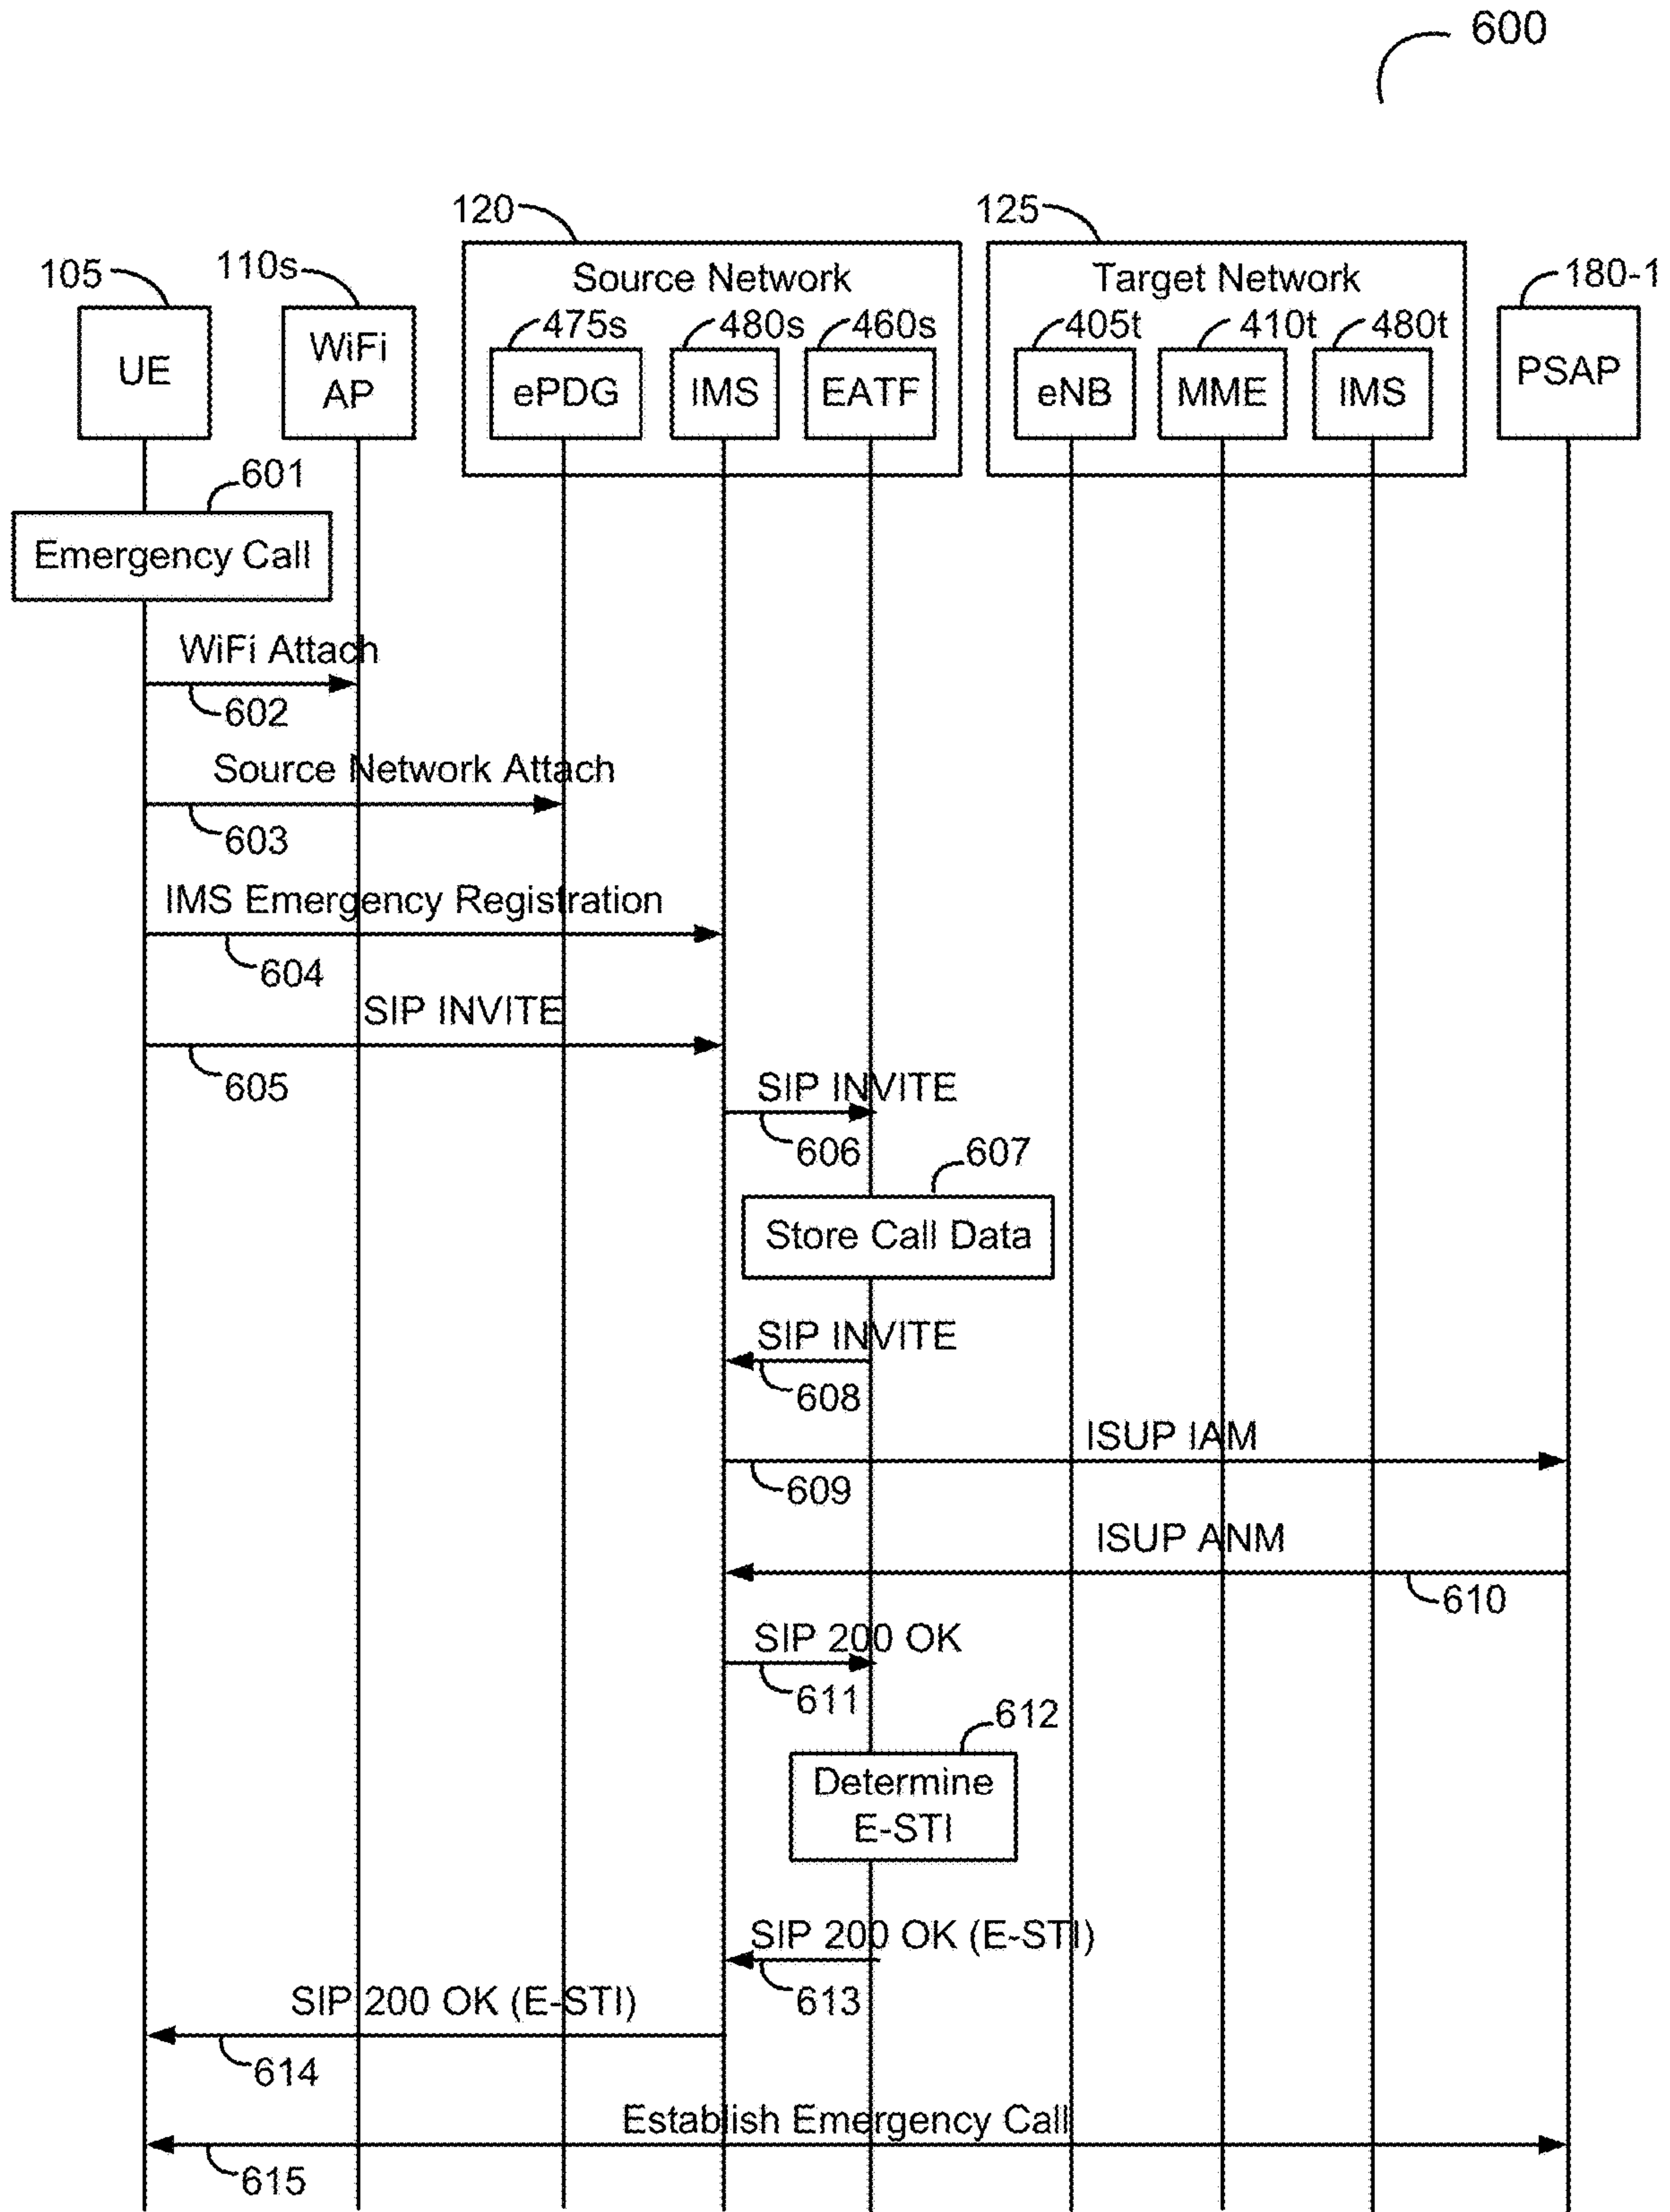 600
120
125
105
110s
180-1
Source Network
Target Network
475s
480s
460s
405t
410t
480t
UE
WiFi
AP
ePDG
IMS
EATF
eNB
MME
IMS
PSAP
601
Emergency Call
WiFi Attach
602
Source Network Attach
603
IMS Emergency Registration
604
SIP INVITE
605
SIP INVITE
606
607
Store Call Data
SIP INVITE
608
ISUP IAM
609
ISUP ANM
610
SIP 200 OK
611
612
Determine
E-STI
SIP 200 OK (E-STI)
613
SIP 200 OK (E-STI)
614
Establish Emergency Call
615